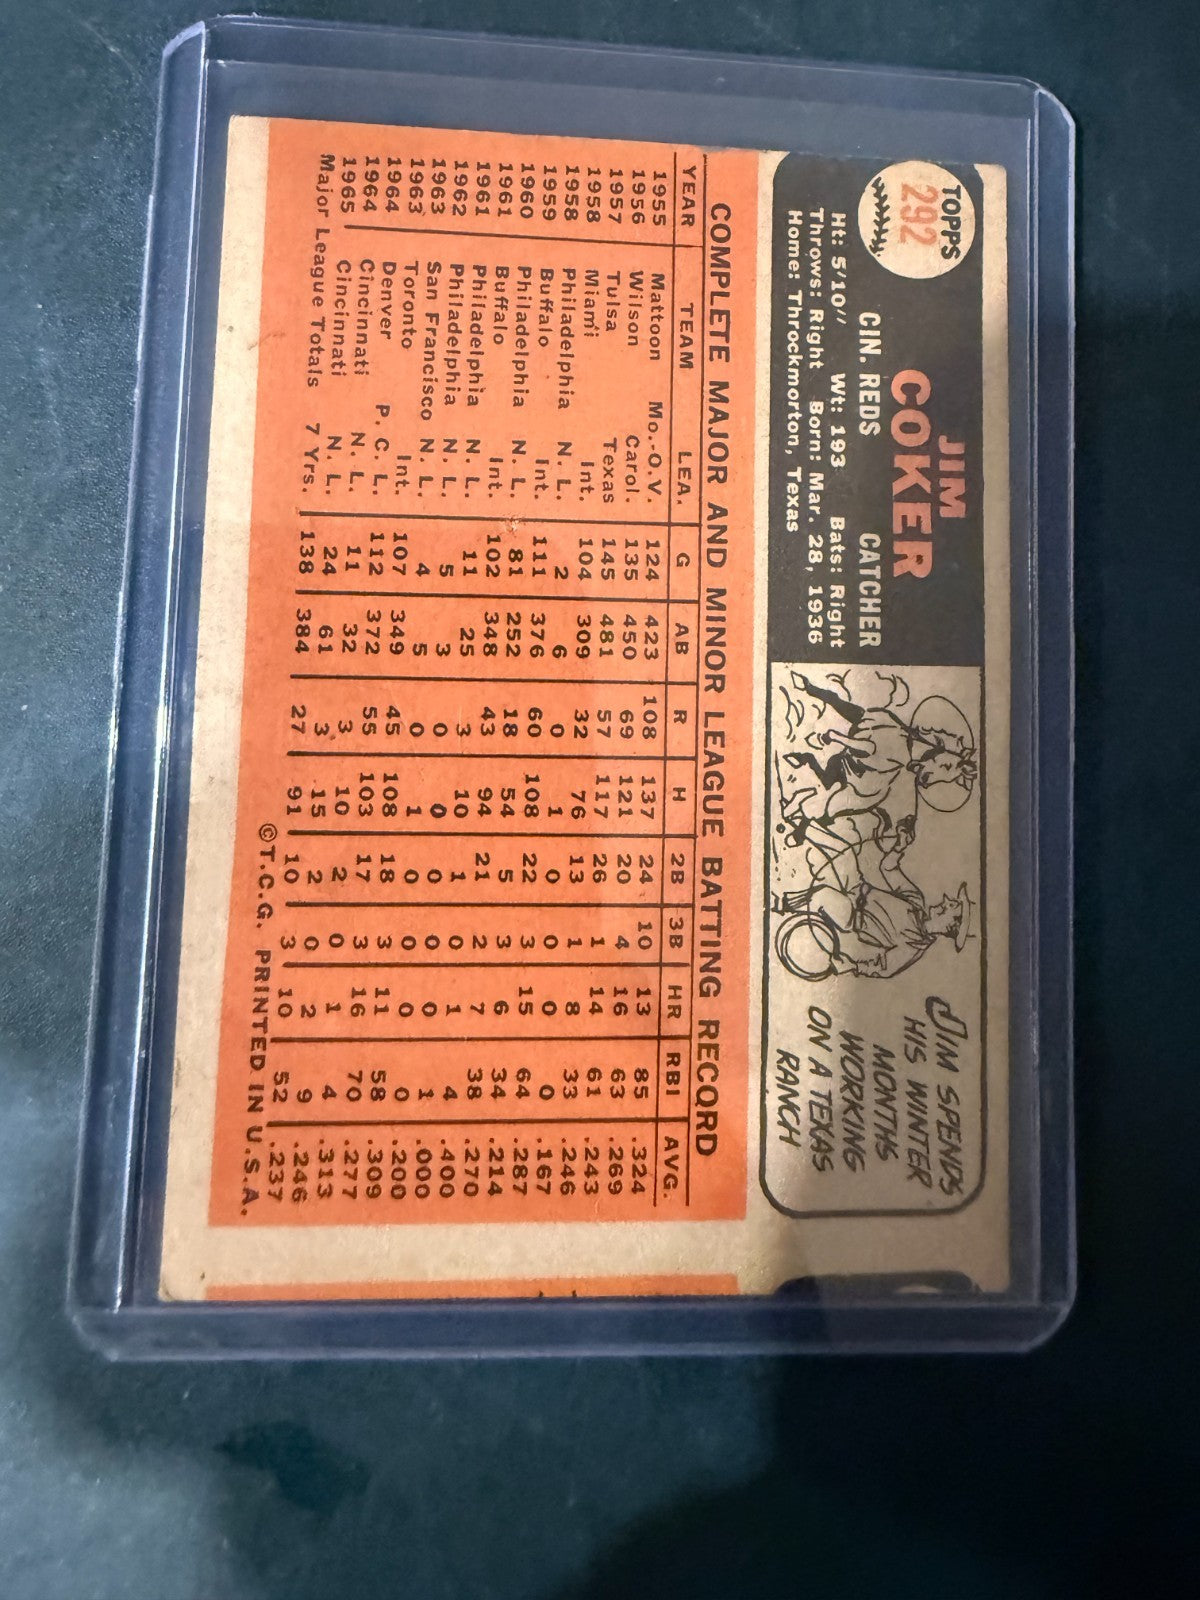 TOPPS
292
JIM
COKER
CIN. REDS CATCHER
Ht: 5'10" Wt: 193 Bats: Right
Throws: Right Born: Mar. 28, 1936
Home: Throckmorton, Texas
JIM SPENDS
HIS WINTER
MONTHS
WORKING
ON A TEXAS
RANCH
COMPLETE MAJOR AND MINOR LEAGUE BATTING RECORD
YEAR TEAM LEA. G AB R H 2B 3B HR RBI AVG.
1955 Mattoon Mo.-O.V. 124 423 108 137 24 10 13 85 .324
1956 Wilson Carol. 135 450 69 121 20 4 16 63 .269
1957 Tulsa Texas 145 481 57 117 26 1 14 61 .243
1958 Miami Int. 104 309 32 76 13 1 8 33 .246
1958 Philadelphia N. L. 2 6 0 1 0 0 0 0 .167
1959 Buffalo Int. 111 376 60 108 22 3 15 64 .287
1960 Philadelphia N. L. 81 252 18 54 5 3 6 34 .214
1961 Buffalo Int. 102 348 43 94 21 2 7 38 .270
1961 Philadelphia N. L. 11 25 3 10 1 0 1 4 .400
1962 Philadelphia N. L. 5 3 0 0 0 0 0 1 .000
1963 San Francisco N. L. 4 5 0 1 0 0 0 0 .200
1963 Toronto Int. 107 349 45 108 18 3 11 58 .309
1964 Denver P. C. L. 112 372 55 103 17 3 16 70 .277
1964 Cincinnati N. L. 11 32 3 10 2 0 1 4 .313
1965 Cincinnati N. L. 24 61 3 15 2 0 2 9 .246
Major League Totals 7 Yrs. 138 384 27 91 10 3 10 52 .237
©T.C.G. PRINTED IN U.S.A.